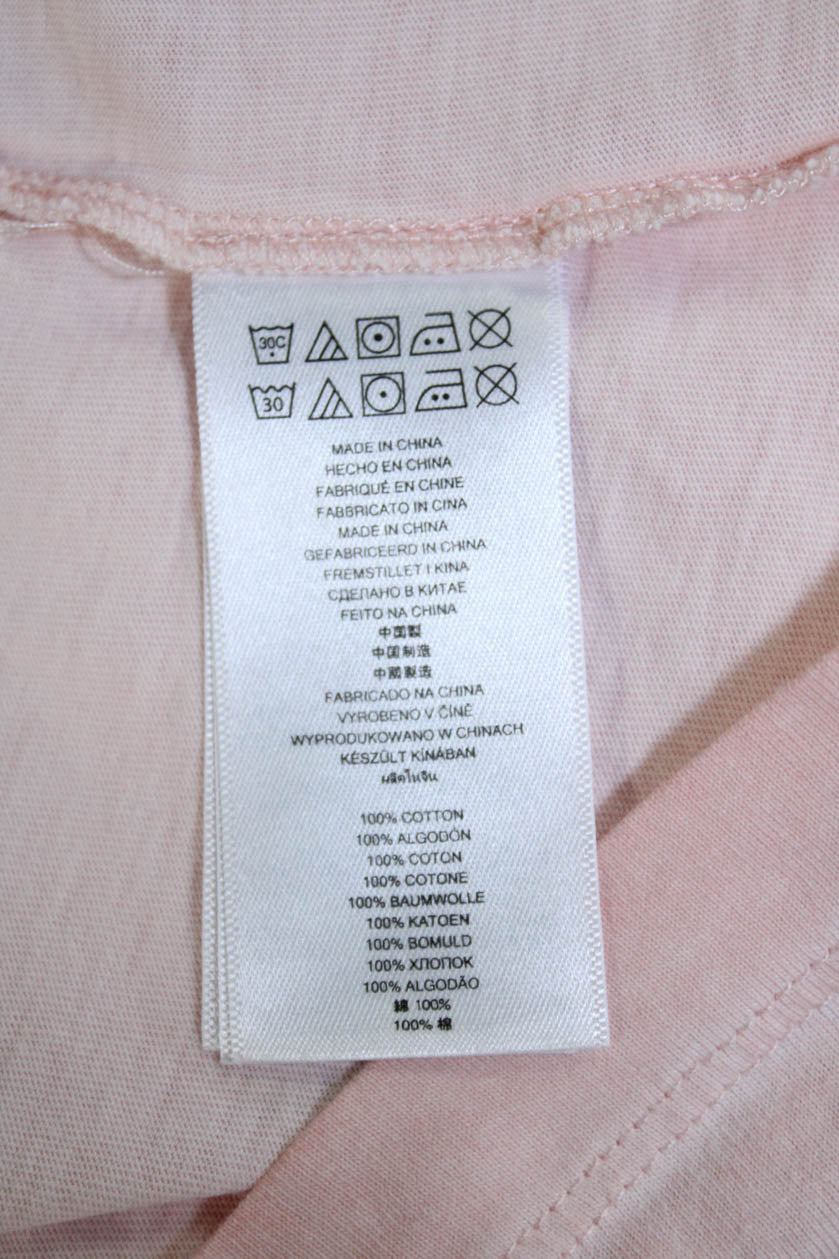 30C
30
MADE IN CHINA
HECHO EN CHINA
FABRIQUÉ EN CHINE
FABBRICATO IN CINA
MADE IN CHINA
GEFABRICEERD IN CHINA
FREMSTILLET I KINA
СДЕЛАНО В КИТАЕ
FEITO NA CHINA
中国製
中国制造
中國製造
FABRICADO NA CHINA
VYROBENO V ČÍNĚ
WYPRODUKOWANO W CHINACH
KÉSZÜLT KÍNÁBAN
ผลิตในจีน
100% COTTON
100% ALGODÓN
100% COTON
100% COTONE
100% BAUMWOLLE
100% KATOEN
100% BOMULD
100% ХЛОПОК
100% ALGODÃO
綿 100%
100% 棉